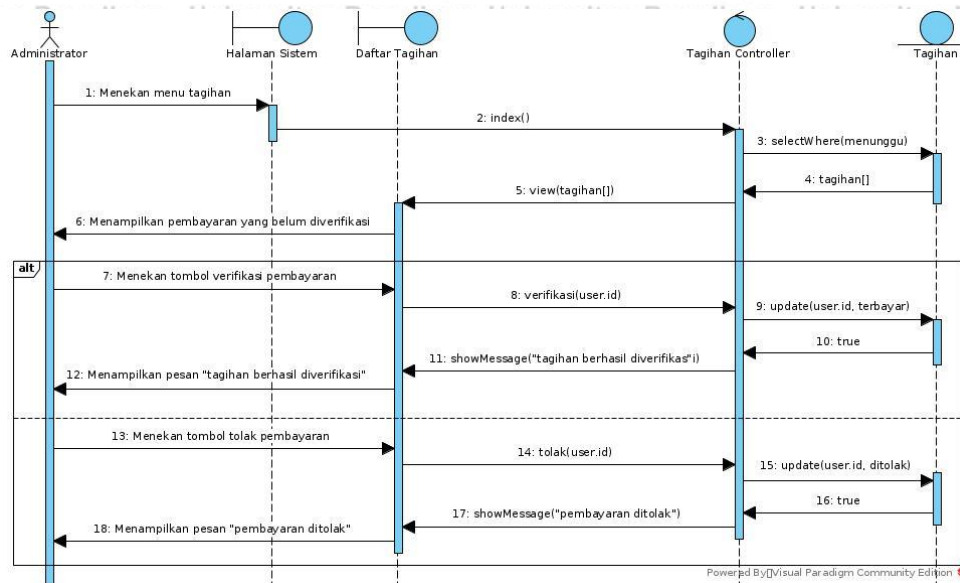 Administrator
Halaman Sistem
Daftar Tagihan
Tagihan Controller
Tagihan
1: Menekan menu tagihan
2: index()
3: selectWhere(menunggu)
4: tagihan[]
5: view(tagihan[])
6: Menampilkan pembayaran yang belum diverifikasi
alt
7: Menekan tombol verifikasi pembayaran
8: verifikasi(user.id)
9: update(user.id, terbayar)
10: true
11: showMessage("tagihan berhasil diverifikas"i)
12: Menampilkan pesan "tagihan berhasil diverifikasi"
13: Menekan tombol tolak pembayaran
14: tolak(user.id)
15: update(user.id, ditolak)
16: true
17: showMessage("pembayaran ditolak")
18: Menampilkan pesan "pembayaran ditolak"
Powered By Visual Paradigm Community Edition